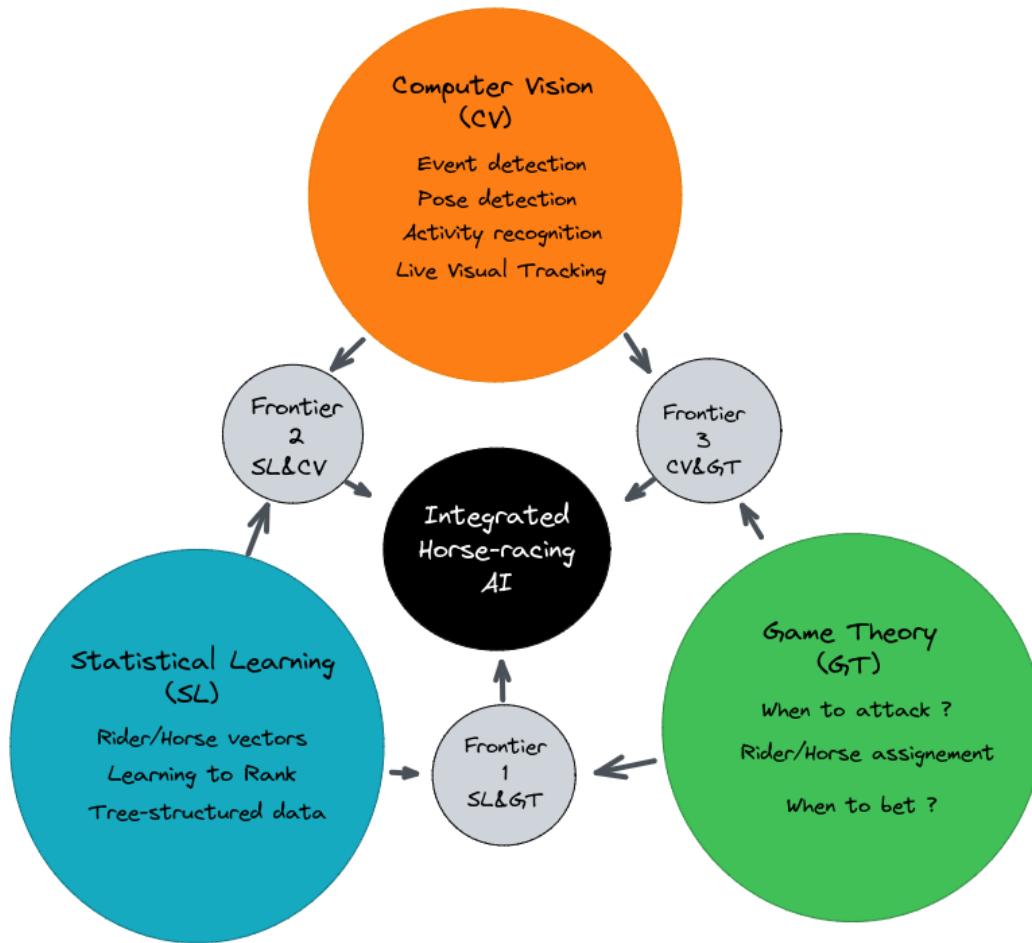 Computer Vision
(CV)
Event detection
Pose detection
Activity recognition
Live Visual Tracking
Frontier
2
SL&CV
Frontier
3
CV&GT
Integrated
Horse-racing
AI
Statistical Learning
(SL)
Rider/Horse vectors
Learning to Rank
Tree-structured data
Frontier
1
SL&GT
Game Theory
(GT)
When to attack ?
Rider/Horse assignement
When to bet ?